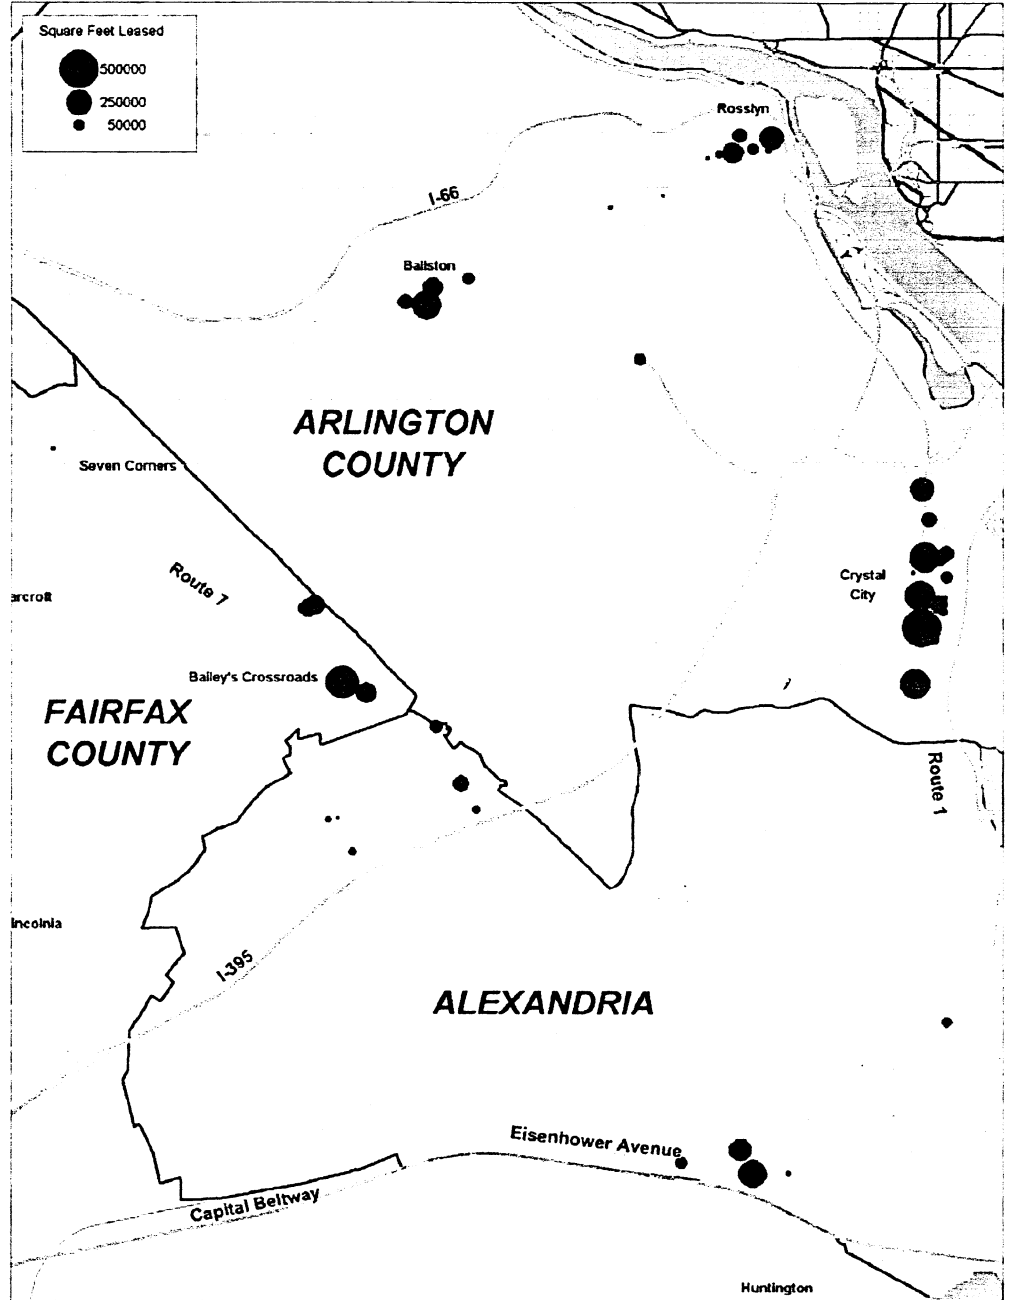 Square Feet Leased
500000
250000
50000
Rosslyn
I-66
Ballston
ARLINGTON
COUNTY
Seven Corners
Route 7
Crystal
City
arcroft
Bailey's Crossroads
FAIRFAX
COUNTY
Route 1
incolnia
I-395
ALEXANDRIA
Eisenhower Avenue
Capital Beltway
Huntington